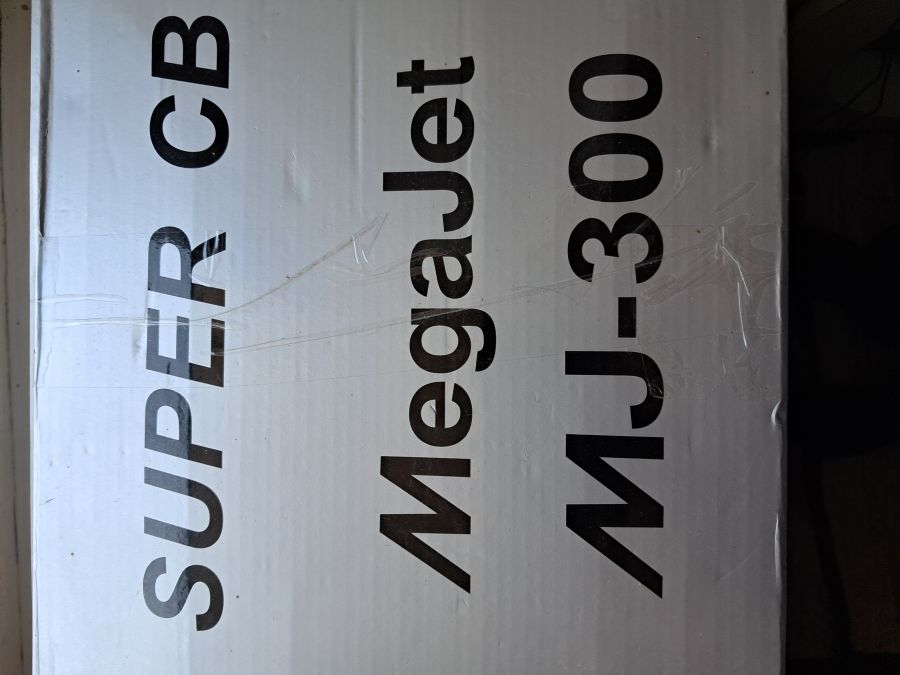 SUPER CB
MegaJet
MJ-300